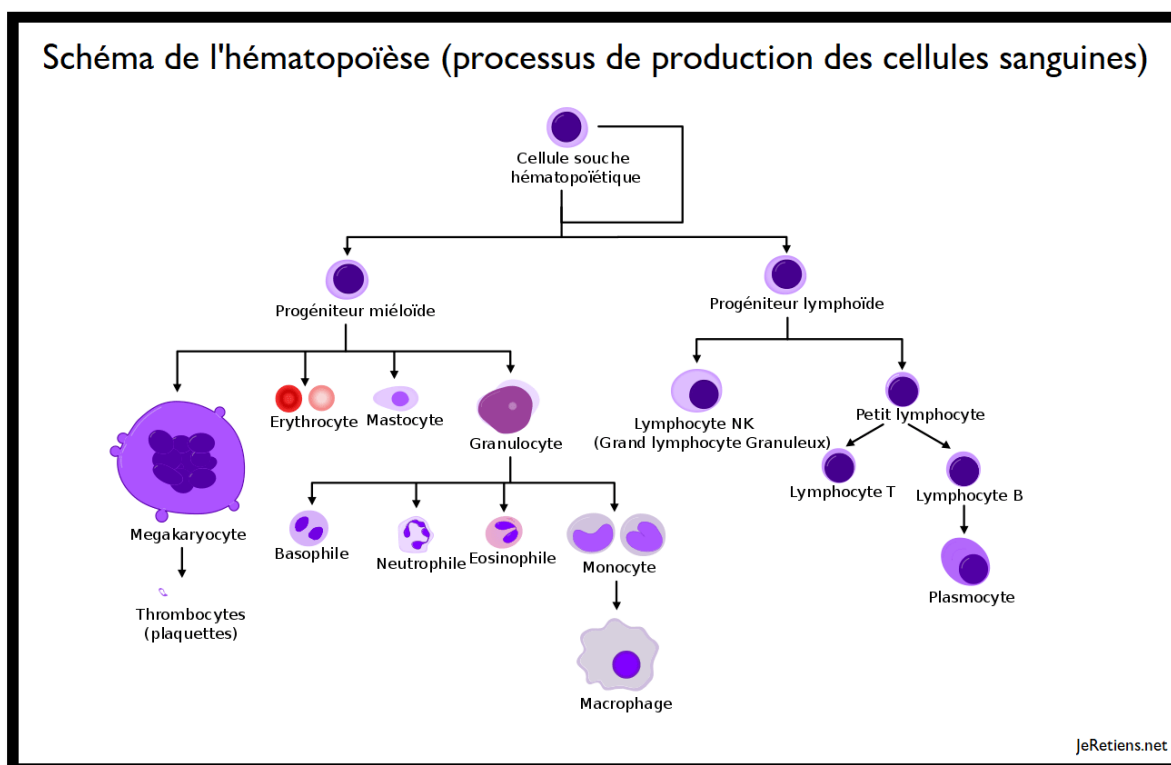 Schéma de l'hématopoïèse (processus de production des cellules sanguines)
Cellule souche
hématopoïétique
Progéniteur miéloïde
Progéniteur lymphoïde
Erythrocyte
Mastocyte
Granulocyte
Lymphocyte NK
(Grand lymphocyte Granuleux)
Petit lymphocyte
Lymphocyte T
Lymphocyte B
Megakaryocyte
Basophile
Neutrophile
Eosinophile
Monocyte
Plasmocyte
Thrombocytes
(plaquettes)
Macrophage
JeRetiens.net